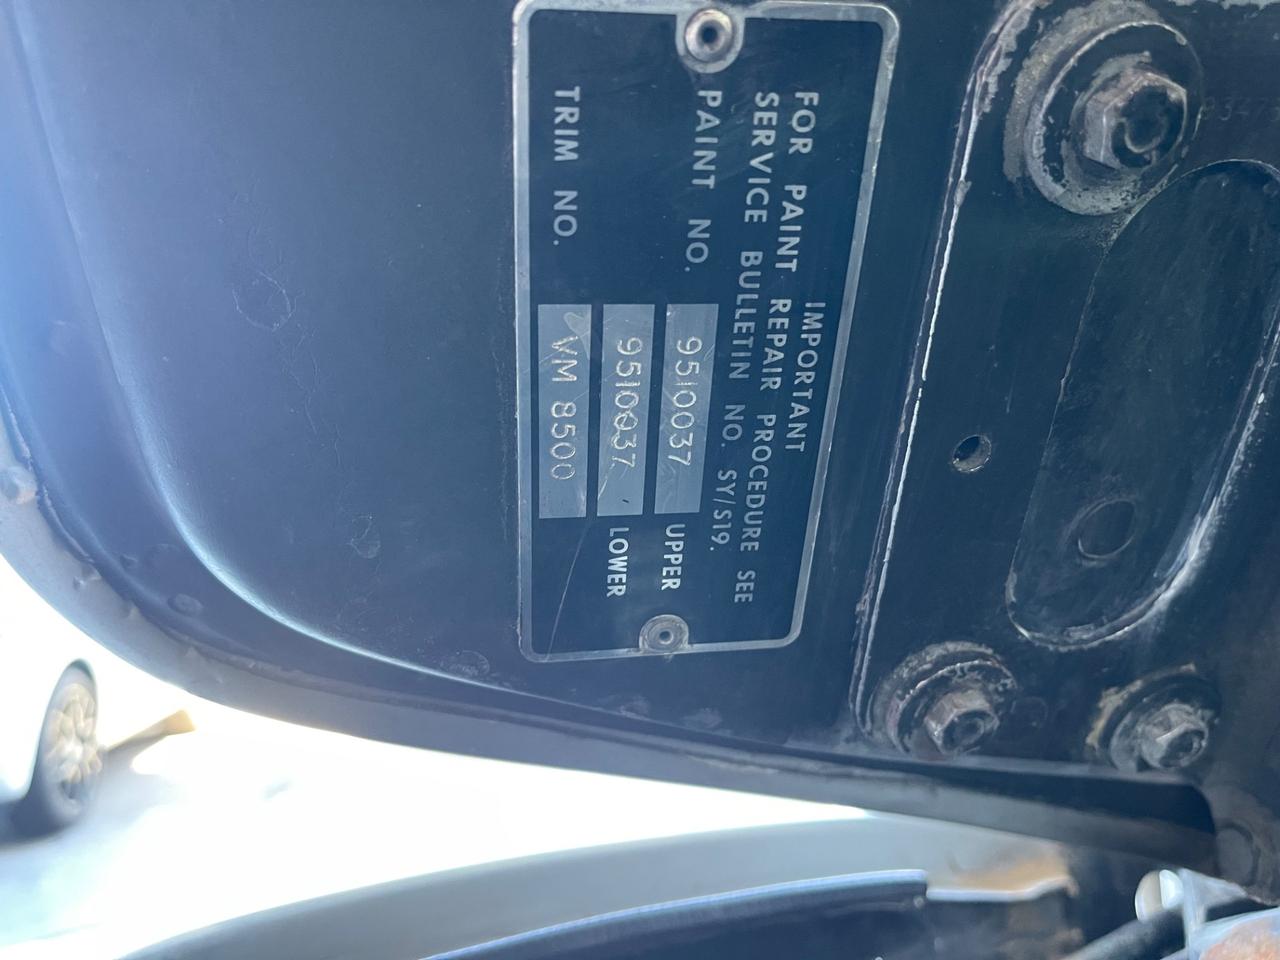 IMPORTANT
FOR PAINT REPAIR PROCEDURE SEE
SERVICE BULLETIN NO. SY/S19.
PAINT NO. 9510037 UPPER
9510037 LOWER
TRIM NO. VM 8500